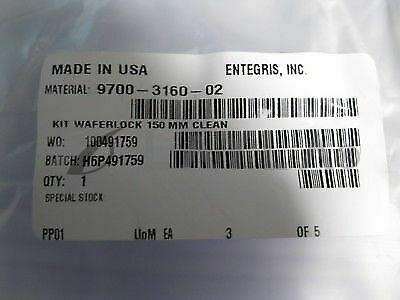 MADE IN USA ENTEGRIS, INC.
MATERIAL: 9700-3160-02
KIT WAFERLOCK 150 MM CLEAN
WO: 100491759
BATCH: H6P491759
QTY: 1
SPECIAL STOCK:
PP01 UoM EA 3 OF 5